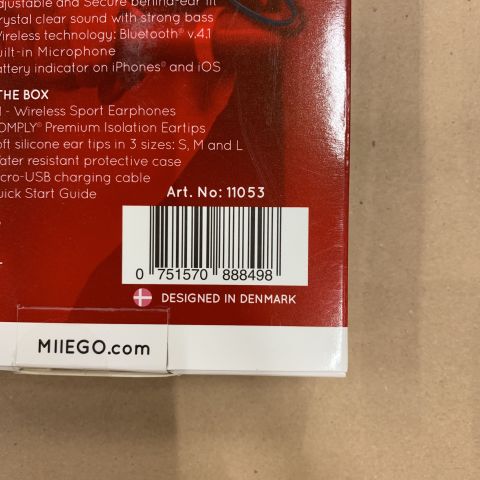 djustable and Secure behind-ear fit
rystal clear sound with strong bass
Wireless technology: Bluetooth® v.4.1
uilt-in Microphone
attery indicator on iPhones® and iOS
THE BOX
1 - Wireless Sport Earphones
OMPLY® Premium Isolation Eartips
oft silicone ear tips in 3 sizes: S, M and L
ater resistant protective case
icro-USB charging cable
uick Start Guide
Art. No: 11053
0 751570 888498
DESIGNED IN DENMARK
MIIEGO.com